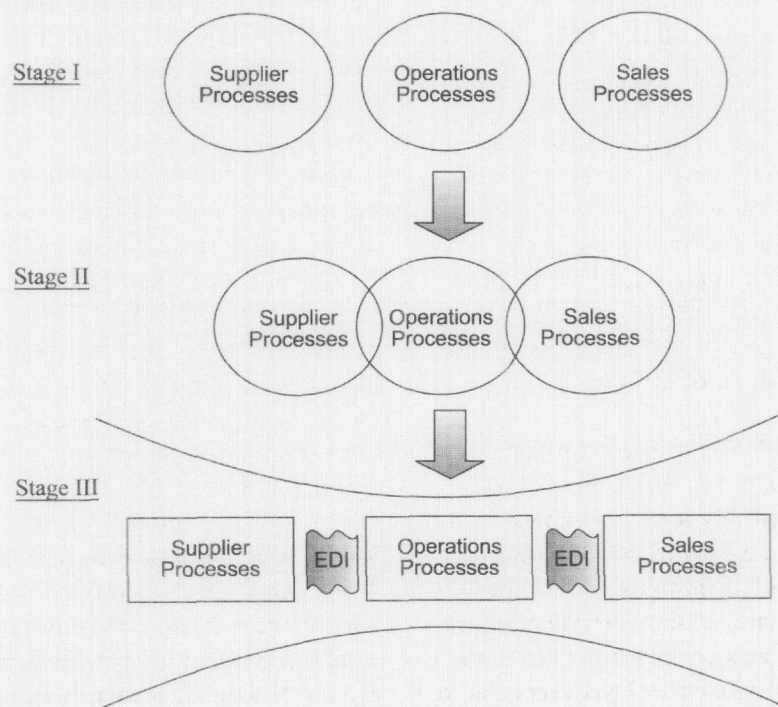 Stage I
Supplier
Processes
Operations
Processes
Sales
Processes
Stage II
Supplier
Processes
Operations
Processes
Sales
Processes
Stage III
Supplier
Processes
EDI
Operations
Processes
EDI
Sales
Processes